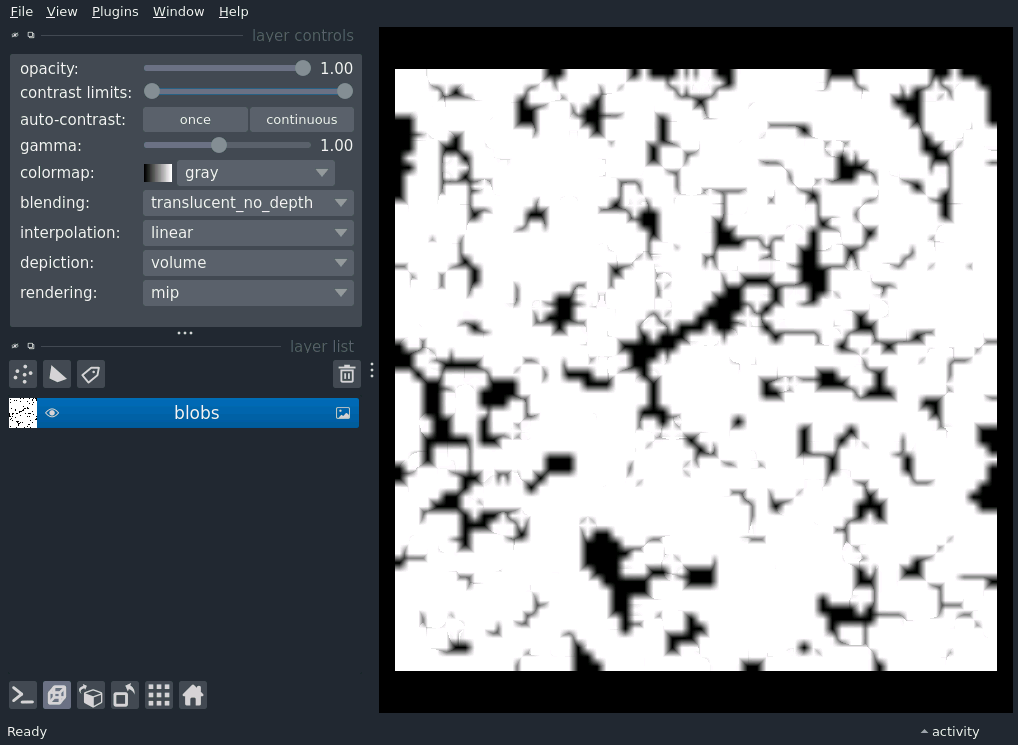 File View Plugins Window Help
layer controls
opacity: 1.00
contrast limits:
auto-contrast: once continuous
gamma: 1.00
colormap: gray
blending: translucent_no_depth
interpolation: linear
depiction: volume
rendering: mip
layer list
blobs
Ready activity